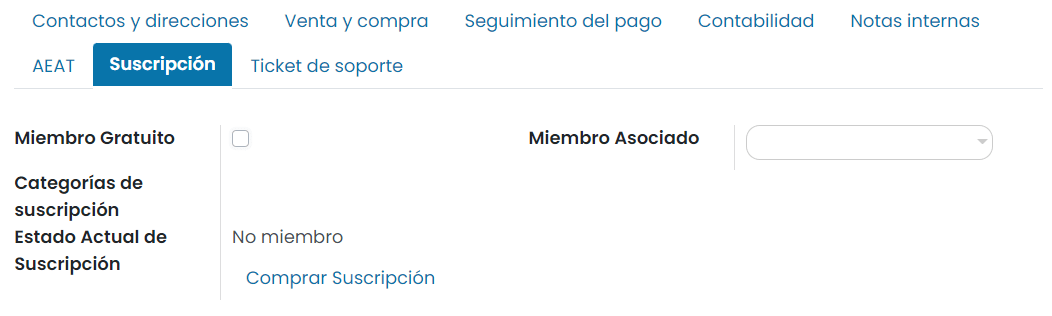 Contactos y direcciones Venta y compra Seguimiento del pago Contabilidad Notas internas
AEAT Suscripción Ticket de soporte
Miembro Gratuito Miembro Asociado
Categorías de
suscripción
Estado Actual de No miembro
Suscripción
Comprar Suscripción